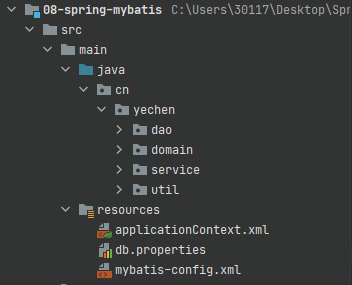 08-spring-mybatis C:\Users\30117\Desktop\Spr
src
main
java
cn
yechen
dao
domain
service
util
resources
applicationContext.xml
db.properties
mybatis-config.xml